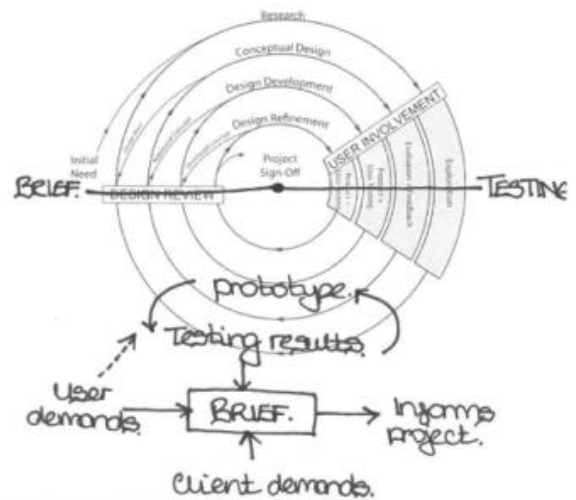 Research
Conceptual Design
Design Development
Design Refinement
USER INVOLVEMENT
Initial
Need
Project
Sign-Off
Exploration
Evaluation + Feedback
BRIEF.
DESIGN REVIEW
TESTING
prototype.
Testing results.
User
demands.
BRIEF.
Informs
project.
Client demands.